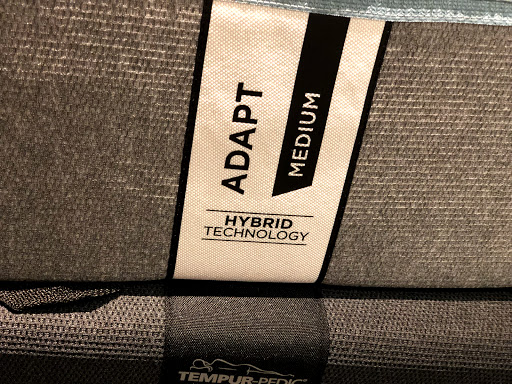 ADAPT
MEDIUM
HYBRID
TECHNOLOGY
TEMPUR-PEDIC®